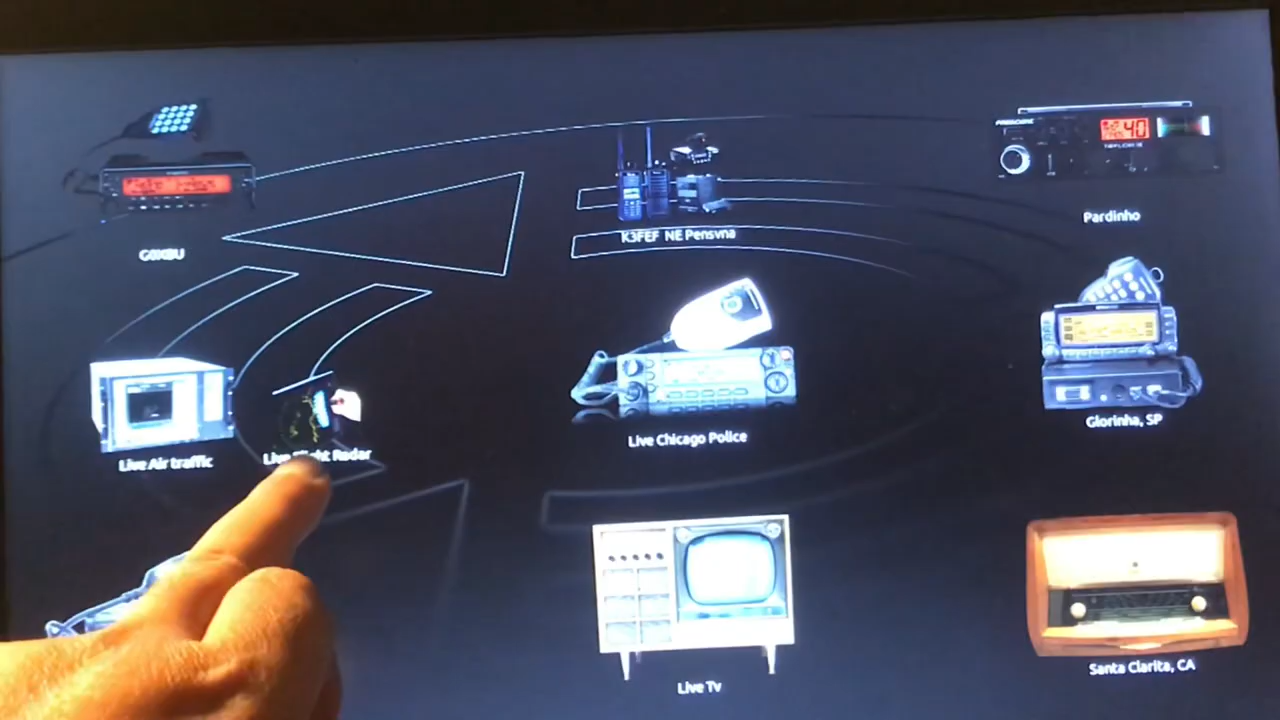 40
Pardinho
K3FEF NE Pensvna
Live Chicago Police
Glorinha, SP
Live Air traffic
Radar
Live Tv
Santa Clarita, CA